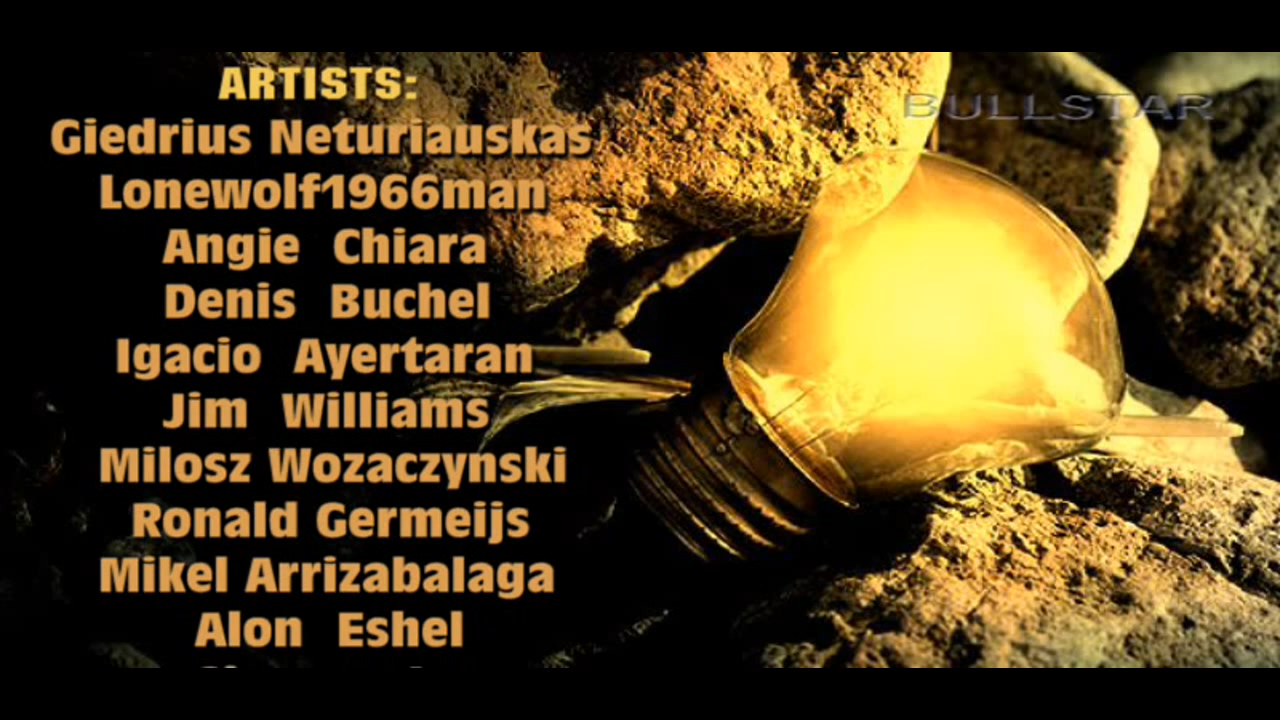 ARTISTS:
BULLSTAR
Giedrius Neturiauskas
Lonewolf1966man
Angie Chiara
Denis Buchel
Igacio Ayertaran
Jim Williams
Milosz Wozaczynski
Ronald Germeijs
Mikel Arrizabalaga
Alon Eshel